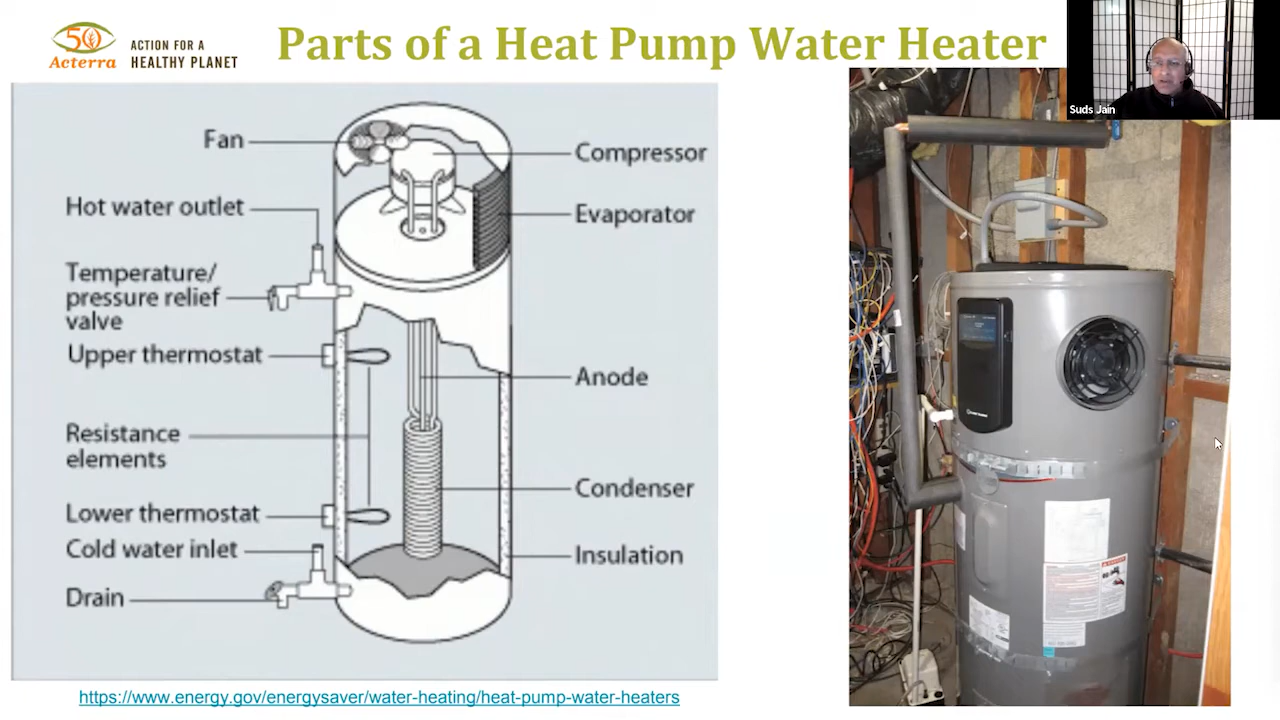 50
Acterra
ACTION FOR A
HEALTHY PLANET
Parts of a Heat Pump Water Heater
Suds Jain
Fan
Hot water outlet
Temperature/
pressure relief
valve
Upper thermostat
Resistance
elements
Lower thermostat
Cold water inlet
Drain
Compressor
Evaporator
Anode
Condenser
Insulation
https://www.energy.gov/energysaver/water-heating/heat-pump-water-heaters